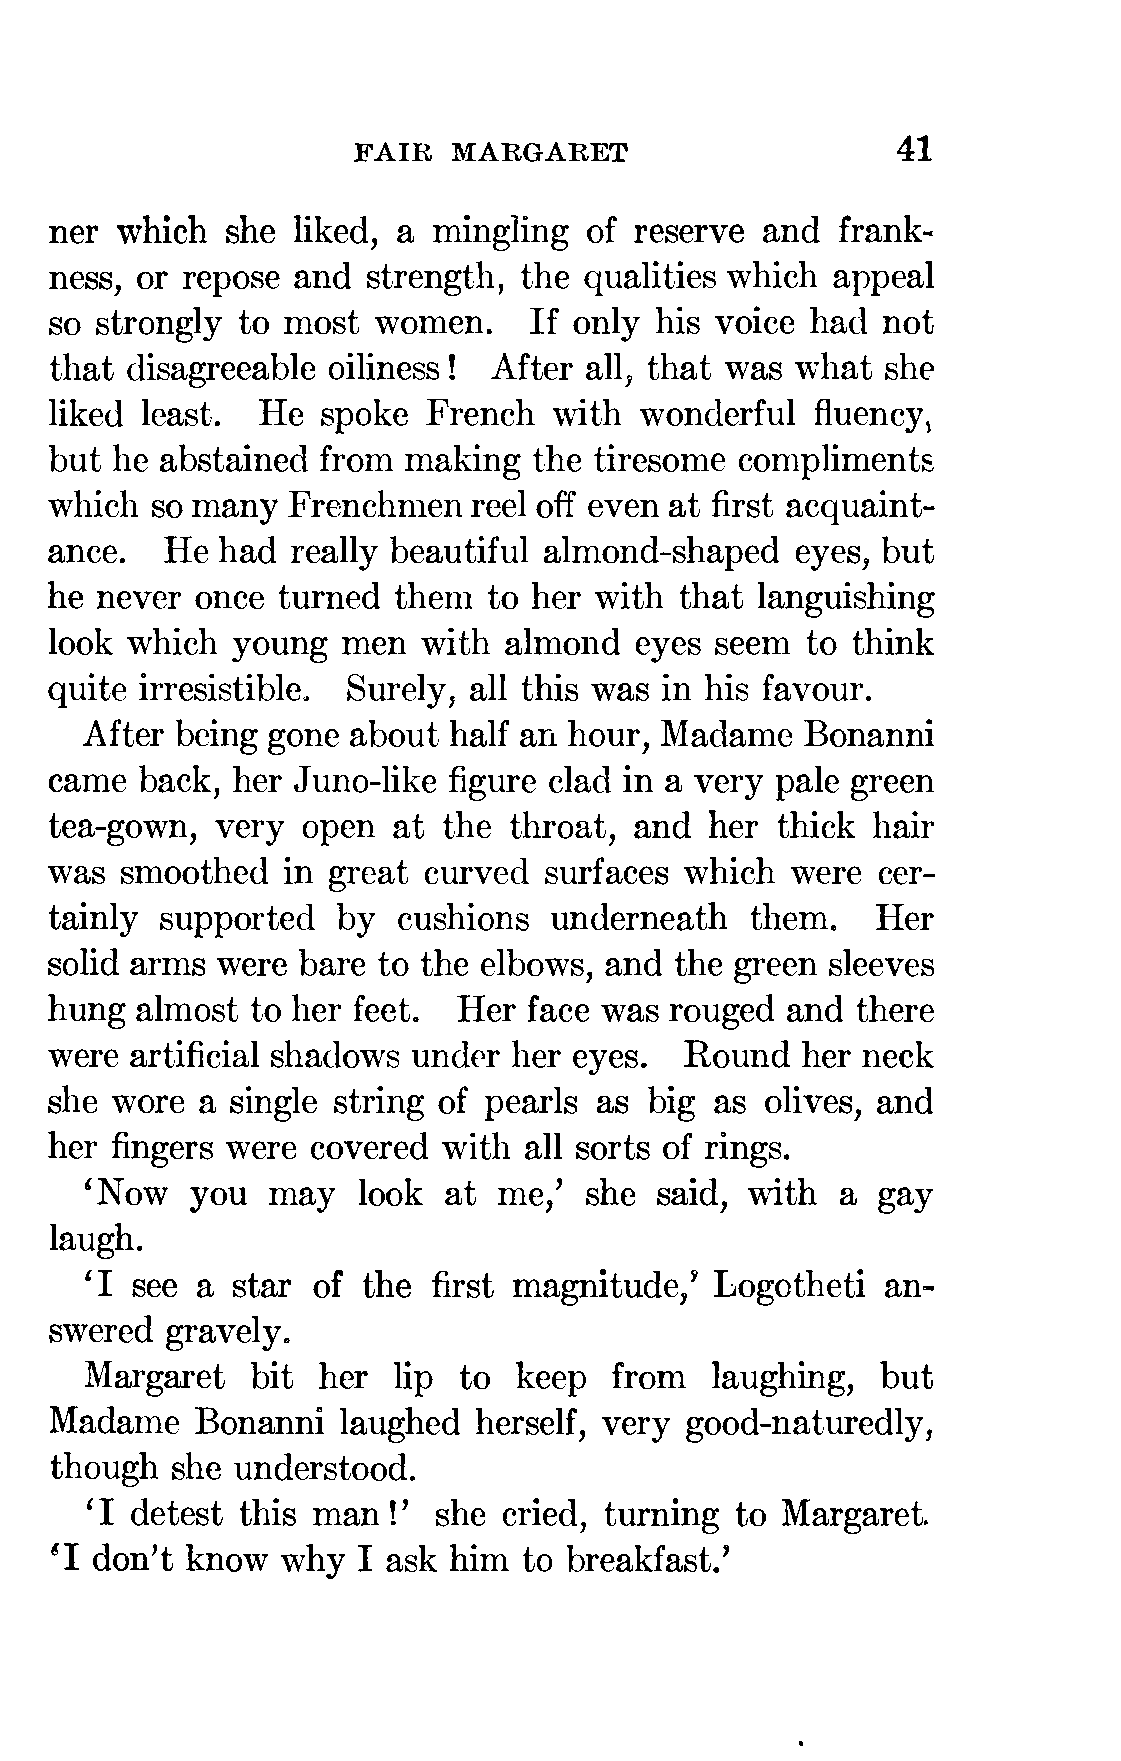 FAIR MARGARET 41
ner which she liked, a mingling of reserve and frank-
ness, or repose and strength, the qualities which appeal
so strongly to most women. If only his voice had not
that disagreeable oiliness! After all, that was what she
liked least. He spoke French with wonderful fluency,
but he abstained from making the tiresome compliments
which so many Frenchmen reel off even at first acquaint-
ance. He had really beautiful almond-shaped eyes, but
he never once turned them to her with that languishing
look which young men with almond eyes seem to think
quite irresistible. Surely, all this was in his favour.
After being gone about half an hour, Madame Bonanni
came back, her Juno-like figure clad in a very pale green
tea-gown, very open at the throat, and her thick hair
was smoothed in great curved surfaces which were cer-
tainly supported by cushions underneath them. Her
solid arms were bare to the elbows, and the green sleeves
hung almost to her feet. Her face was rouged and there
were artificial shadows under her eyes. Round her neck
she wore a single string of pearls as big as olives, and
her fingers were covered with all sorts of rings.
‘Now you may look at me,’ she said, with a gay
laugh.
‘I see a star of the first magnitude,’ Logotheti an-
swered gravely.
Margaret bit her lip to keep from laughing, but
Madame Bonanni laughed herself, very good-naturedly,
though she understood.
‘I detest this man!’ she cried, turning to Margaret.
‘I don’t know why I ask him to breakfast.’